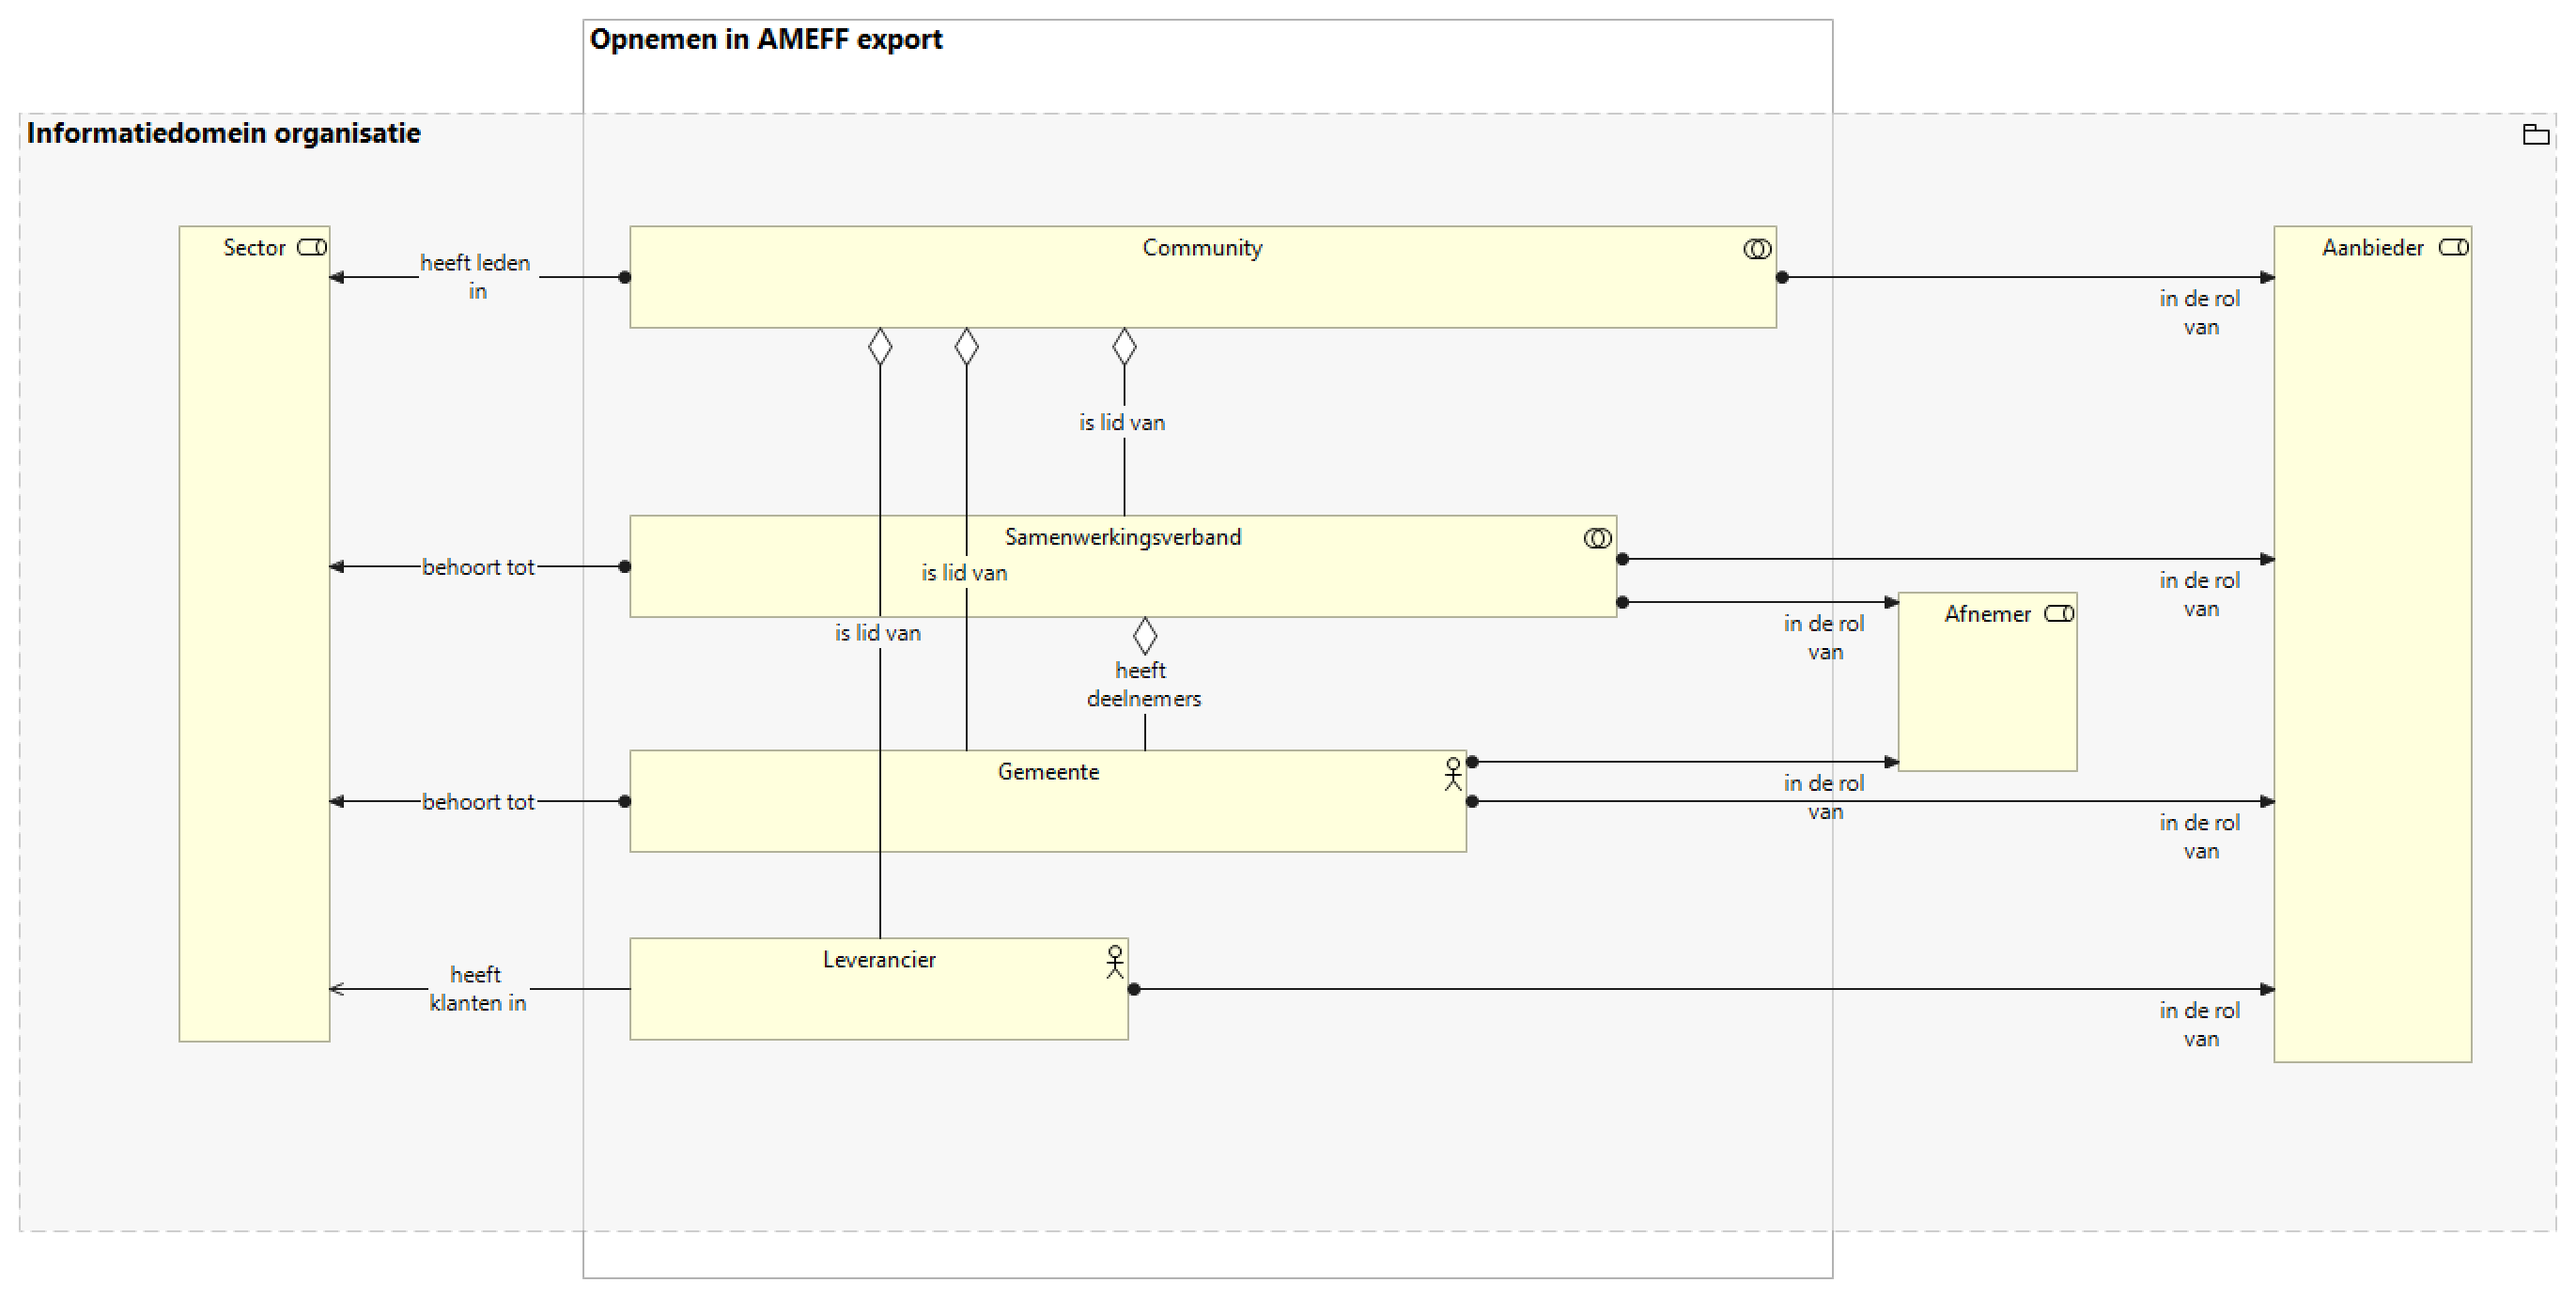 Opnemen in AMEFF export
Informatiedomein organisatie
Sector
Community
Aanbieder
heeft leden
in
in de rol
van
is lid van
Samenwerkingsverband
behoort tot
is lid van
in de rol
van
Afnemer
in de rol
van
is lid van
heeft
deelnemers
Gemeente
in de rol
van
behoort tot
in de rol
van
Leverancier
heeft
klanten in
in de rol
van